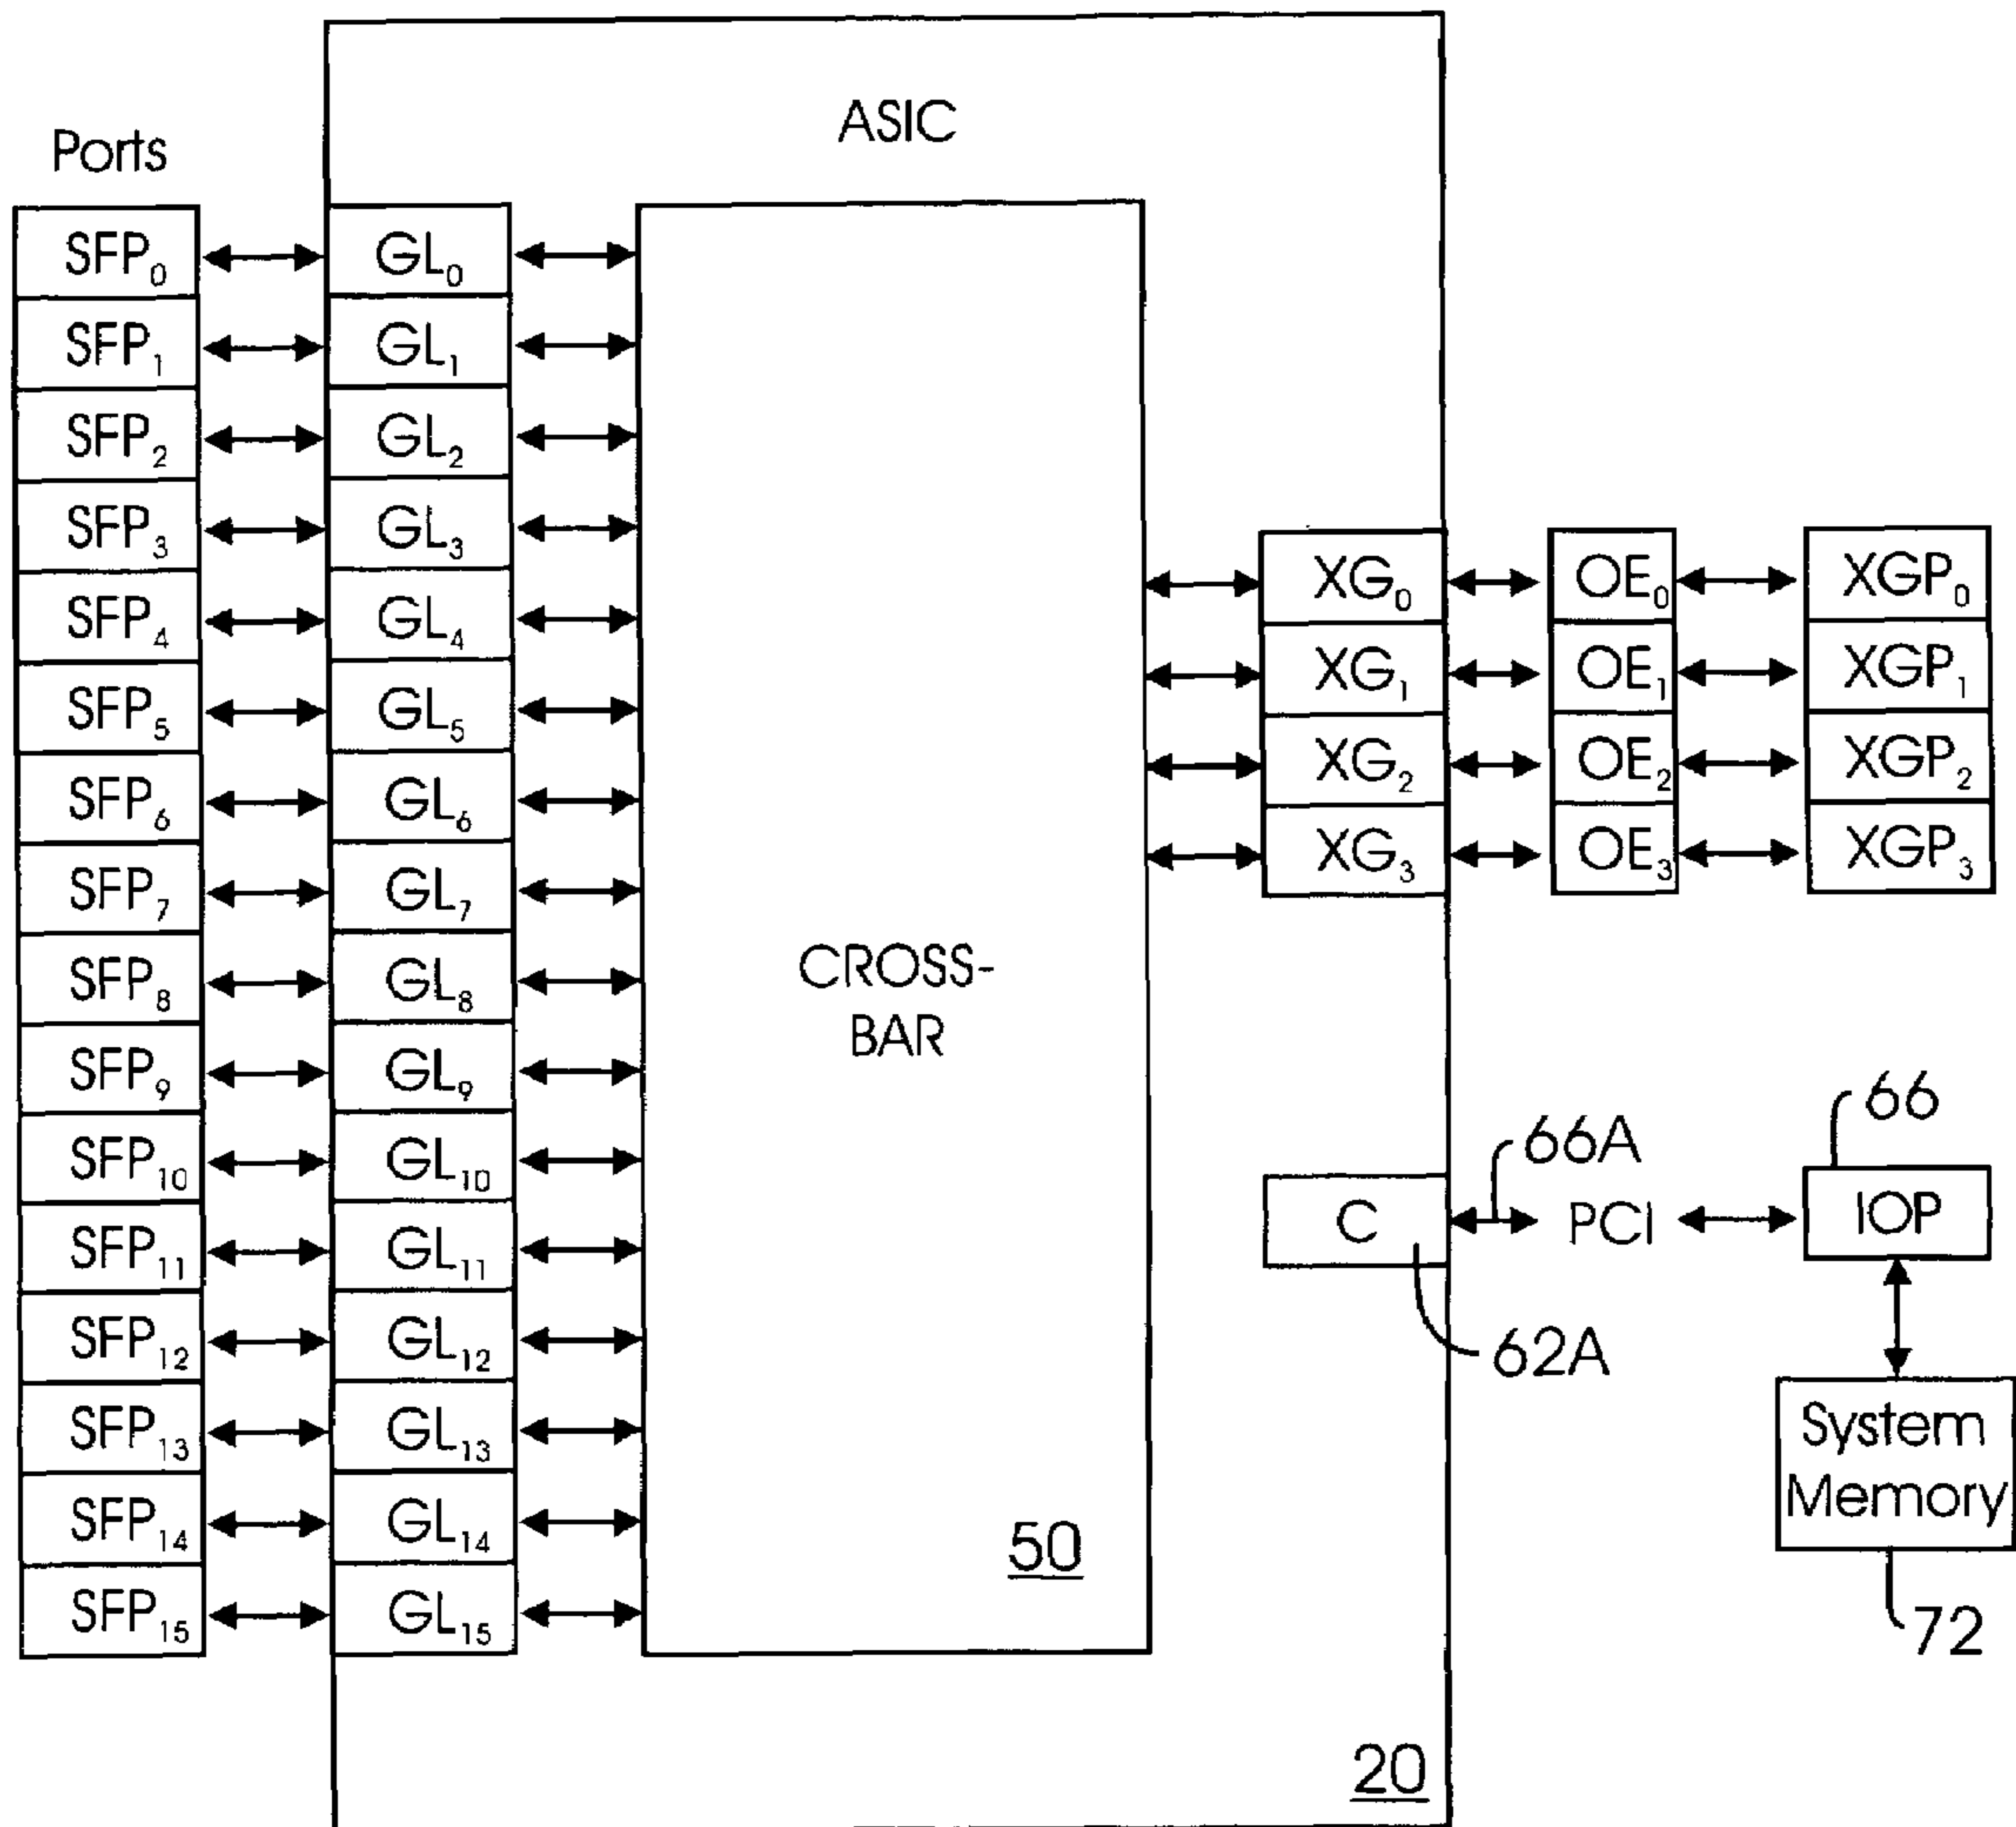 ASIC
Ports
SFP₀ GL₀
SFP₁ GL₁
SFP₂ GL₂
SFP₃ GL₃
SFP₄ GL₄
SFP₅ GL₅
SFP₆ GL₆
SFP₇ GL₇
SFP₈ GL₈
SFP₉ GL₉
SFP₁₀ GL₁₀
SFP₁₁ GL₁₁
SFP₁₂ GL₁₂
SFP₁₃ GL₁₃
SFP₁₄ GL₁₄
SFP₁₅ GL₁₅
CROSS-
BAR
50
XG₀ OE₀ XGP₀
XG₁ OE₁ XGP₁
XG₂ OE₂ XGP₂
XG₃ OE₃ XGP₃
66
66A
C PCI IOP
62A
System
Memory
72
20